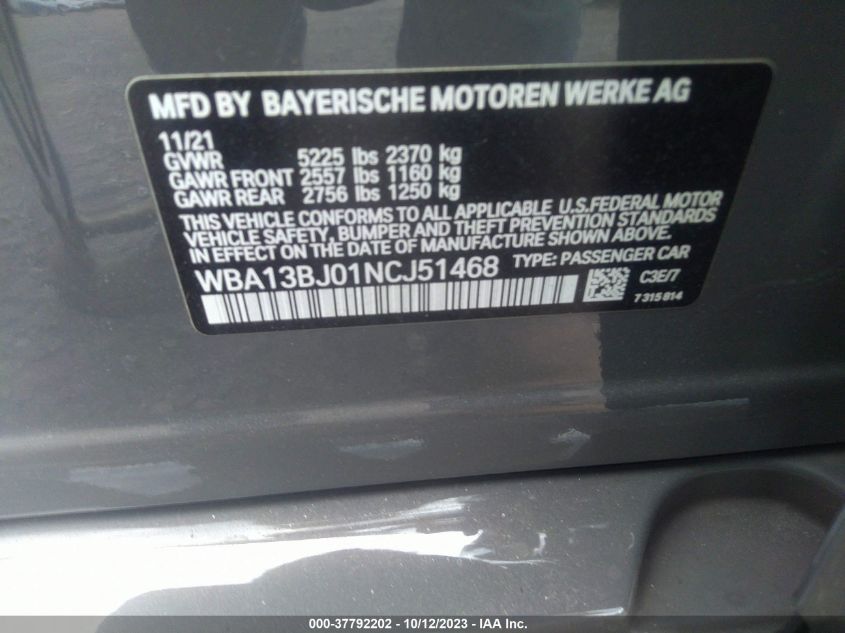 MFD BY BAYERISCHE MOTOREN WERKE AG
11/21
GVWR 5225 lbs 2370 kg
GAWR FRONT 2557 lbs 1160 kg
GAWR REAR 2756 lbs 1250 kg
THIS VEHICLE CONFORMS TO ALL APPLICABLE U.S.FEDERAL MOTOR
VEHICLE SAFETY, BUMPER AND THEFT PREVENTION STANDARDS
IN EFFECT ON THE DATE OF MANUFACTURE SHOWN ABOVE.
WBA13BJ01NCJ51468 TYPE: PASSENGER CAR
C3E/7
7 315 814
000-37792202 - 10/12/2023 - IAA Inc.